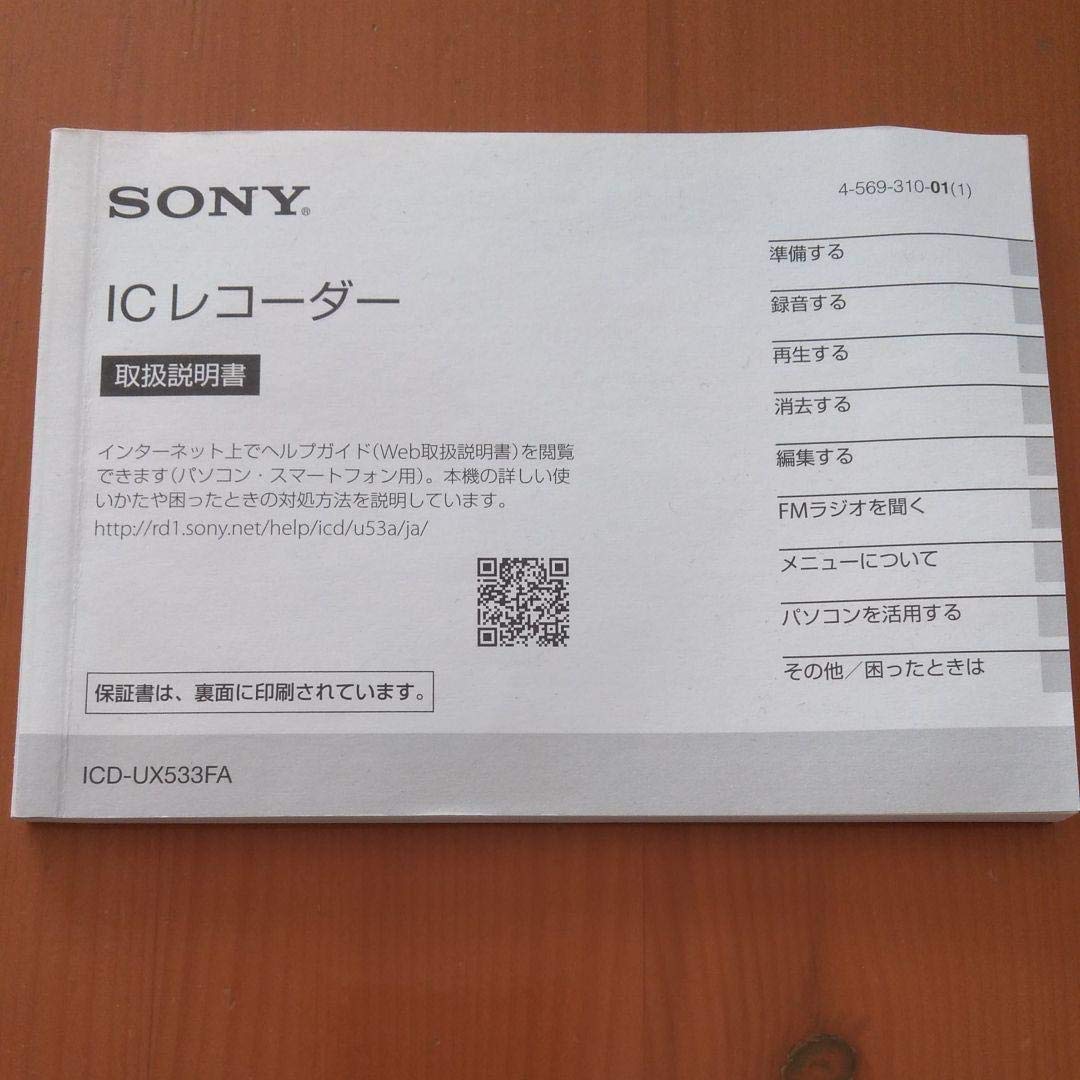 SONY®
4-569-310-01(1)
ICレコーダー
取扱説明書
インターネット上でヘルプガイド(Web取扱説明書)を閲覧
できます(パソコン・スマートフォン用)。本機の詳しい使
いかたや困ったときの対処方法を説明しています。
http://rd1.sony.net/help/icd/u53a/ja/
保証書は、裏面に印刷されています。
ICD-UX533FA
準備する
録音する
再生する
消去する
編集する
FMラジオを聞く
メニューについて
パソコンを活用する
その他/困ったときは